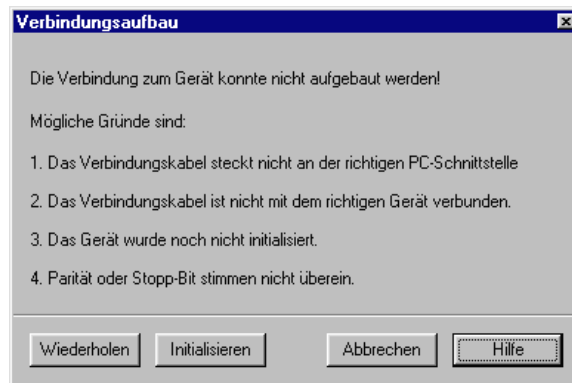 Verbindungsaufbau
Die Verbindung zum Gerät konnte nicht aufgebaut werden!
Mögliche Gründe sind:
1. Das Verbindungskabel steckt nicht an der richtigen PC-Schnittstelle
2. Das Verbindungskabel ist nicht mit dem richtigen Gerät verbunden.
3. Das Gerät wurde noch nicht initialisiert.
4. Parität oder Stopp-Bit stimmen nicht überein.
Wiederholen Initialisieren Abbrechen Hilfe